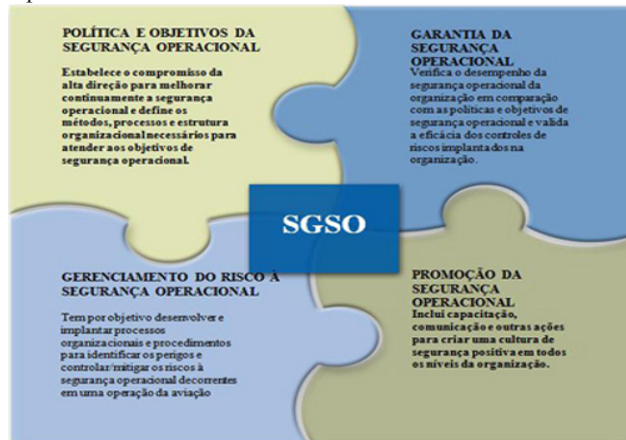 POLÍTICA E OBJETIVOS DA
SEGURANÇA OPERACIONAL
Estabelece o compromisso da
alta direção para melhorar
continuamente a segurança
operacional e define os
métodos, processos e estrutura
organizacional necessários para
atender aos objetivos de
segurança operacional.
GARANTIA DA
SEGURANÇA
OPERACIONAL
Verifica o desempenho da
segurança operacional da
organização em comparação
com as políticas e objetivos de
segurança operacional e valida
a eficácia dos controles de
riscos implantados na
organização.
SGSO
GERENCIAMENTO DO RISCO À
SEGURANÇA OPERACIONAL
Tem por objetivo desenvolver e
implantar processos
organizacionais e procedimentos
para identificar os perigos e
controlar/mitigar os riscos à
segurança operacional decorrentes
em uma operação da aviação
PROMOÇÃO DA
SEGURANÇA
OPERACIONAL
Inclui capacitação,
comunicação e outras ações
para criar uma cultura de
segurança positiva em todos
os níveis da organização.